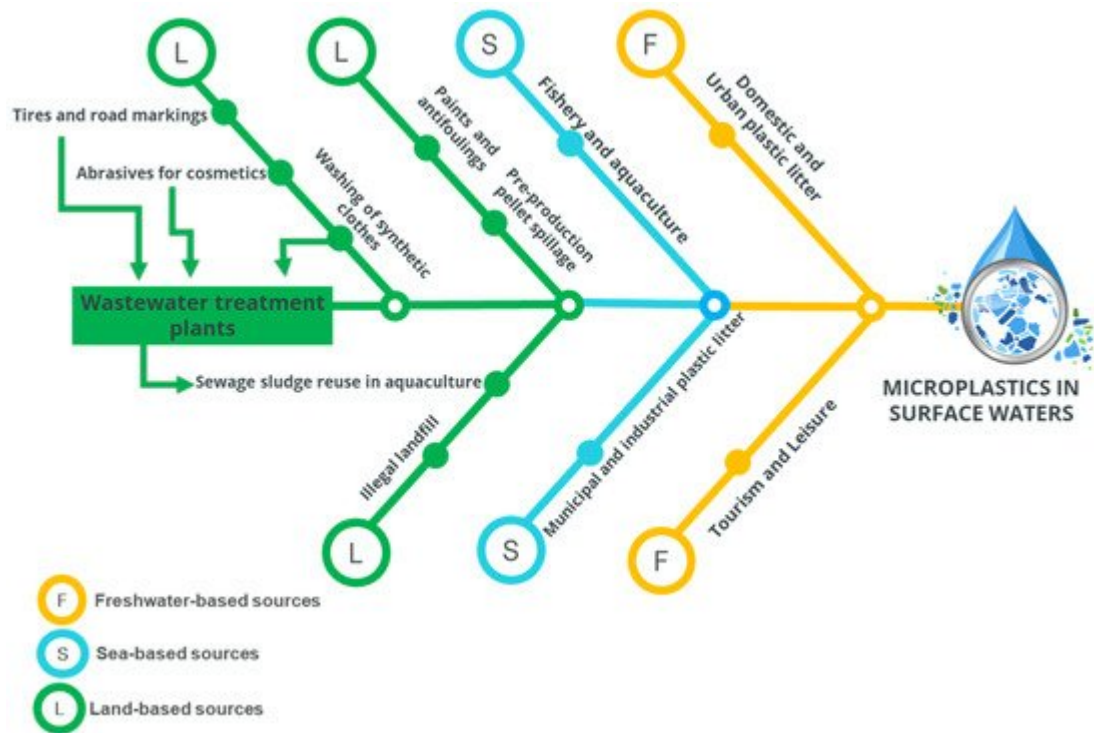 L
L
S
F
Tires and road markings
Abrasives for cosmetics
Washing of synthetic
clothes
Paints and
antifoulings
Pre-production
pellet spillage
Fishery and aquaculture
Domestic and
Urban plastic litter
Wastewater treatment
plants
Sewage sludge reuse in aquaculture
Illegal landfill
Municipal and industrial plastic litter
Tourism and Leisure
MICROPLASTICS IN
SURFACE WATERS
L
S
F
F Freshwater-based sources
S Sea-based sources
L Land-based sources